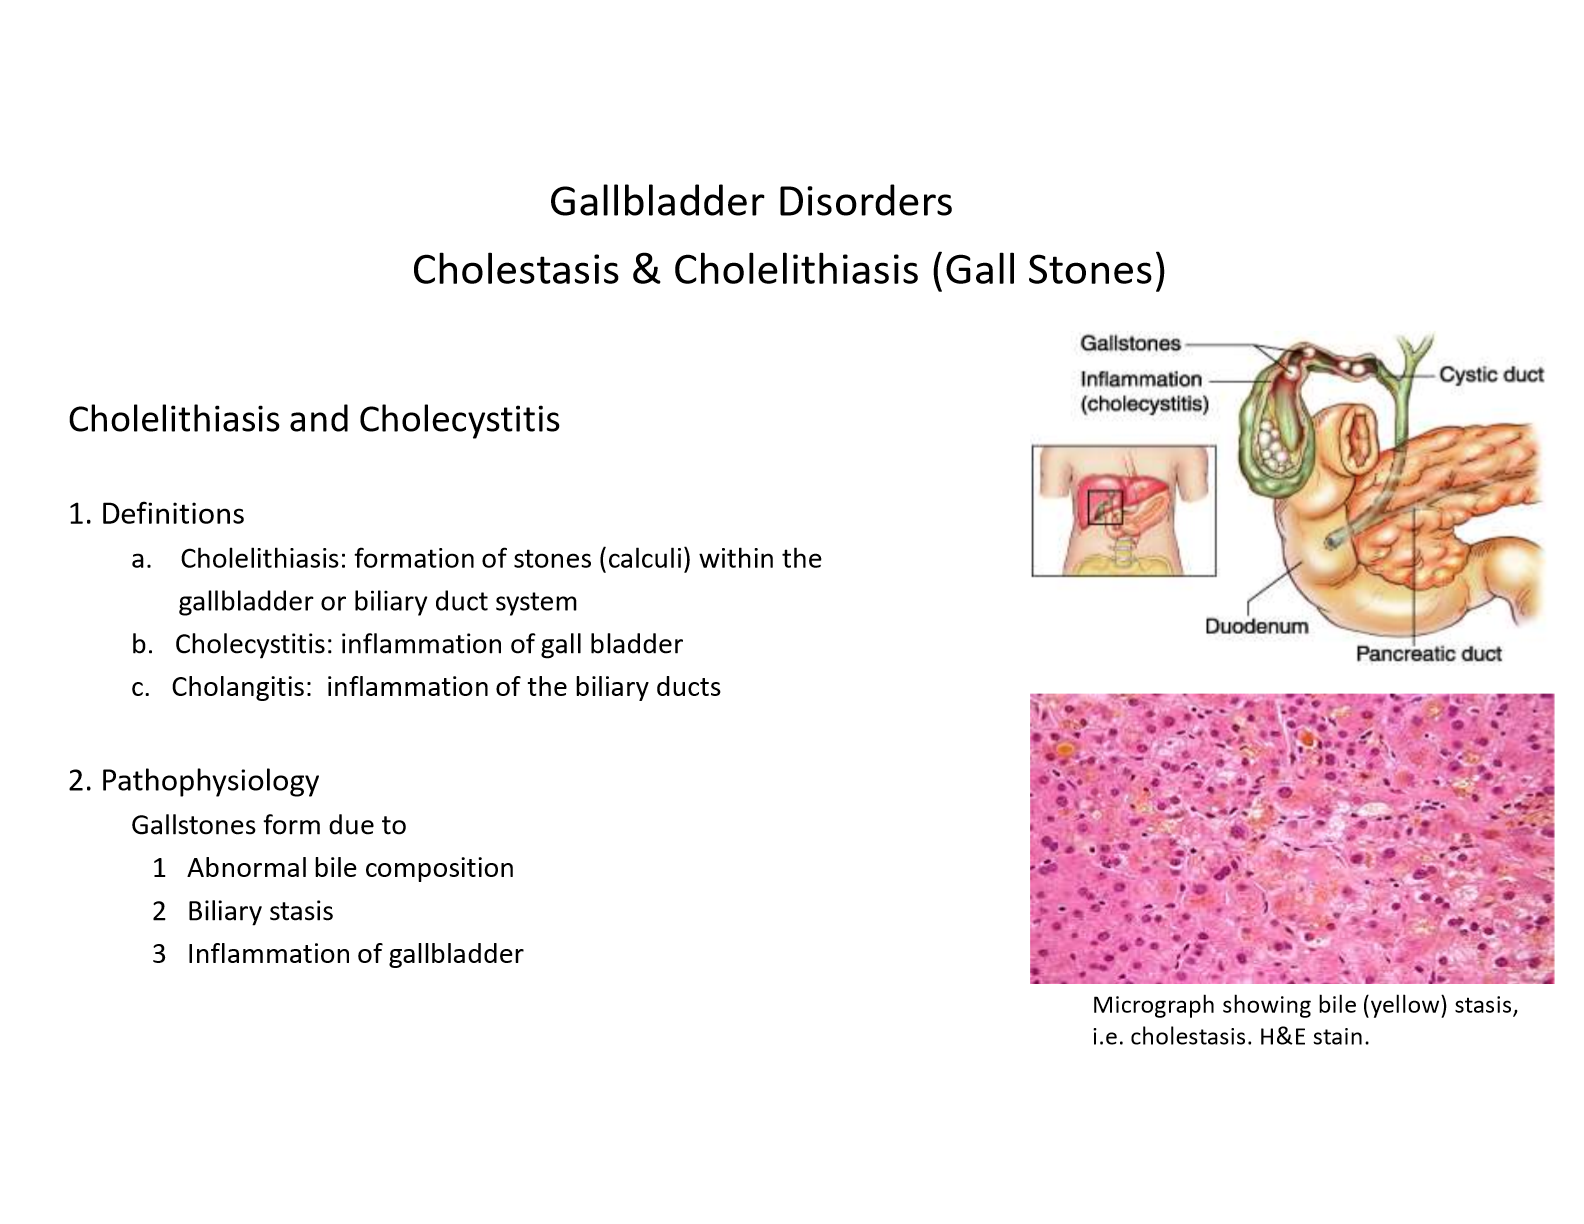 Gallbladder Disorders
Cholestasis & Cholelithiasis (Gall Stones)
Cholelithiasis and Cholecystitis
1. Definitions
a. Cholelithiasis: formation of stones (calculi) within the
gallbladder or biliary duct system
b. Cholecystitis: inflammation of gall bladder
c. Cholangitis: inflammation of the biliary ducts
2. Pathophysiology
Gallstones form due to
1 Abnormal bile composition
2 Biliary stasis
3 Inflammation of gallbladder
Gallstones
Inflammation
(cholecystitis)
Cystic duct
Duodenum
Pancreatic duct
Micrograph showing bile (yellow) stasis,
i.e. cholestasis. H&E stain.